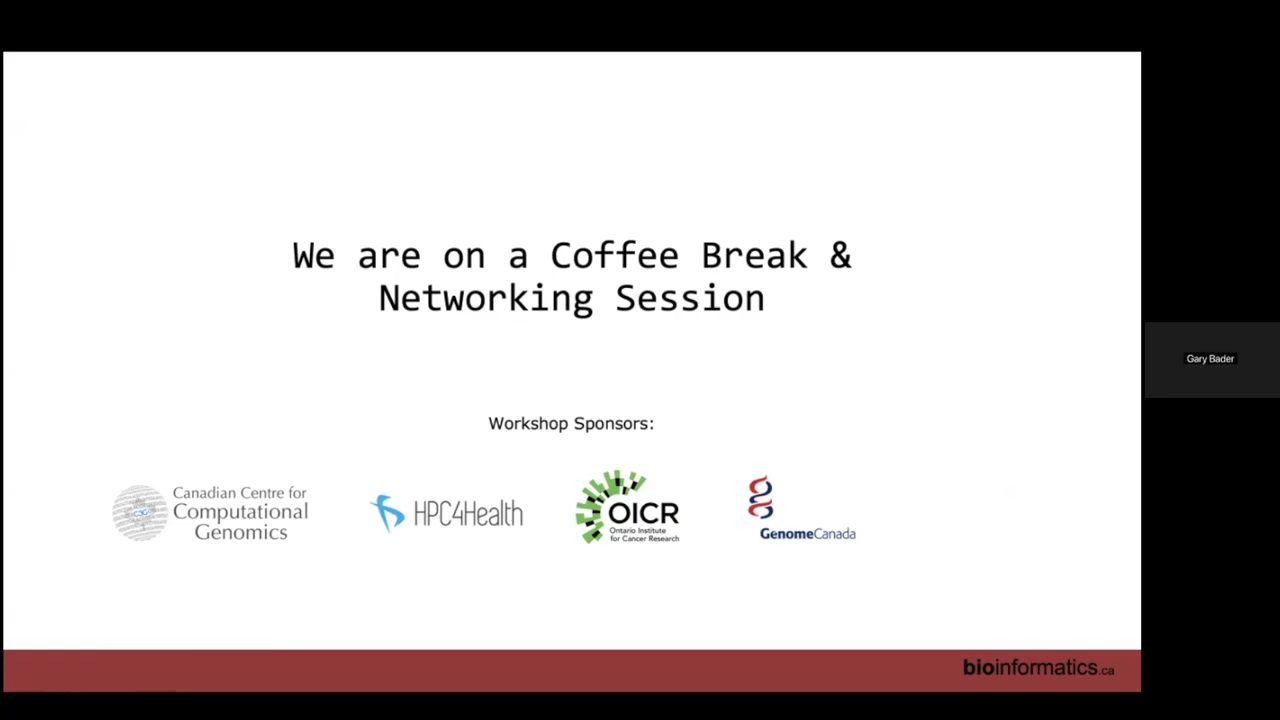 We are on a Coffee Break &
Networking Session
Gary Bader
Workshop Sponsors:
Canadian Centre for
Computational
Genomics
C3G
HPC4Health
OICR
Ontario Institute
for Cancer Research
GenomeCanada
bioinformatics.ca